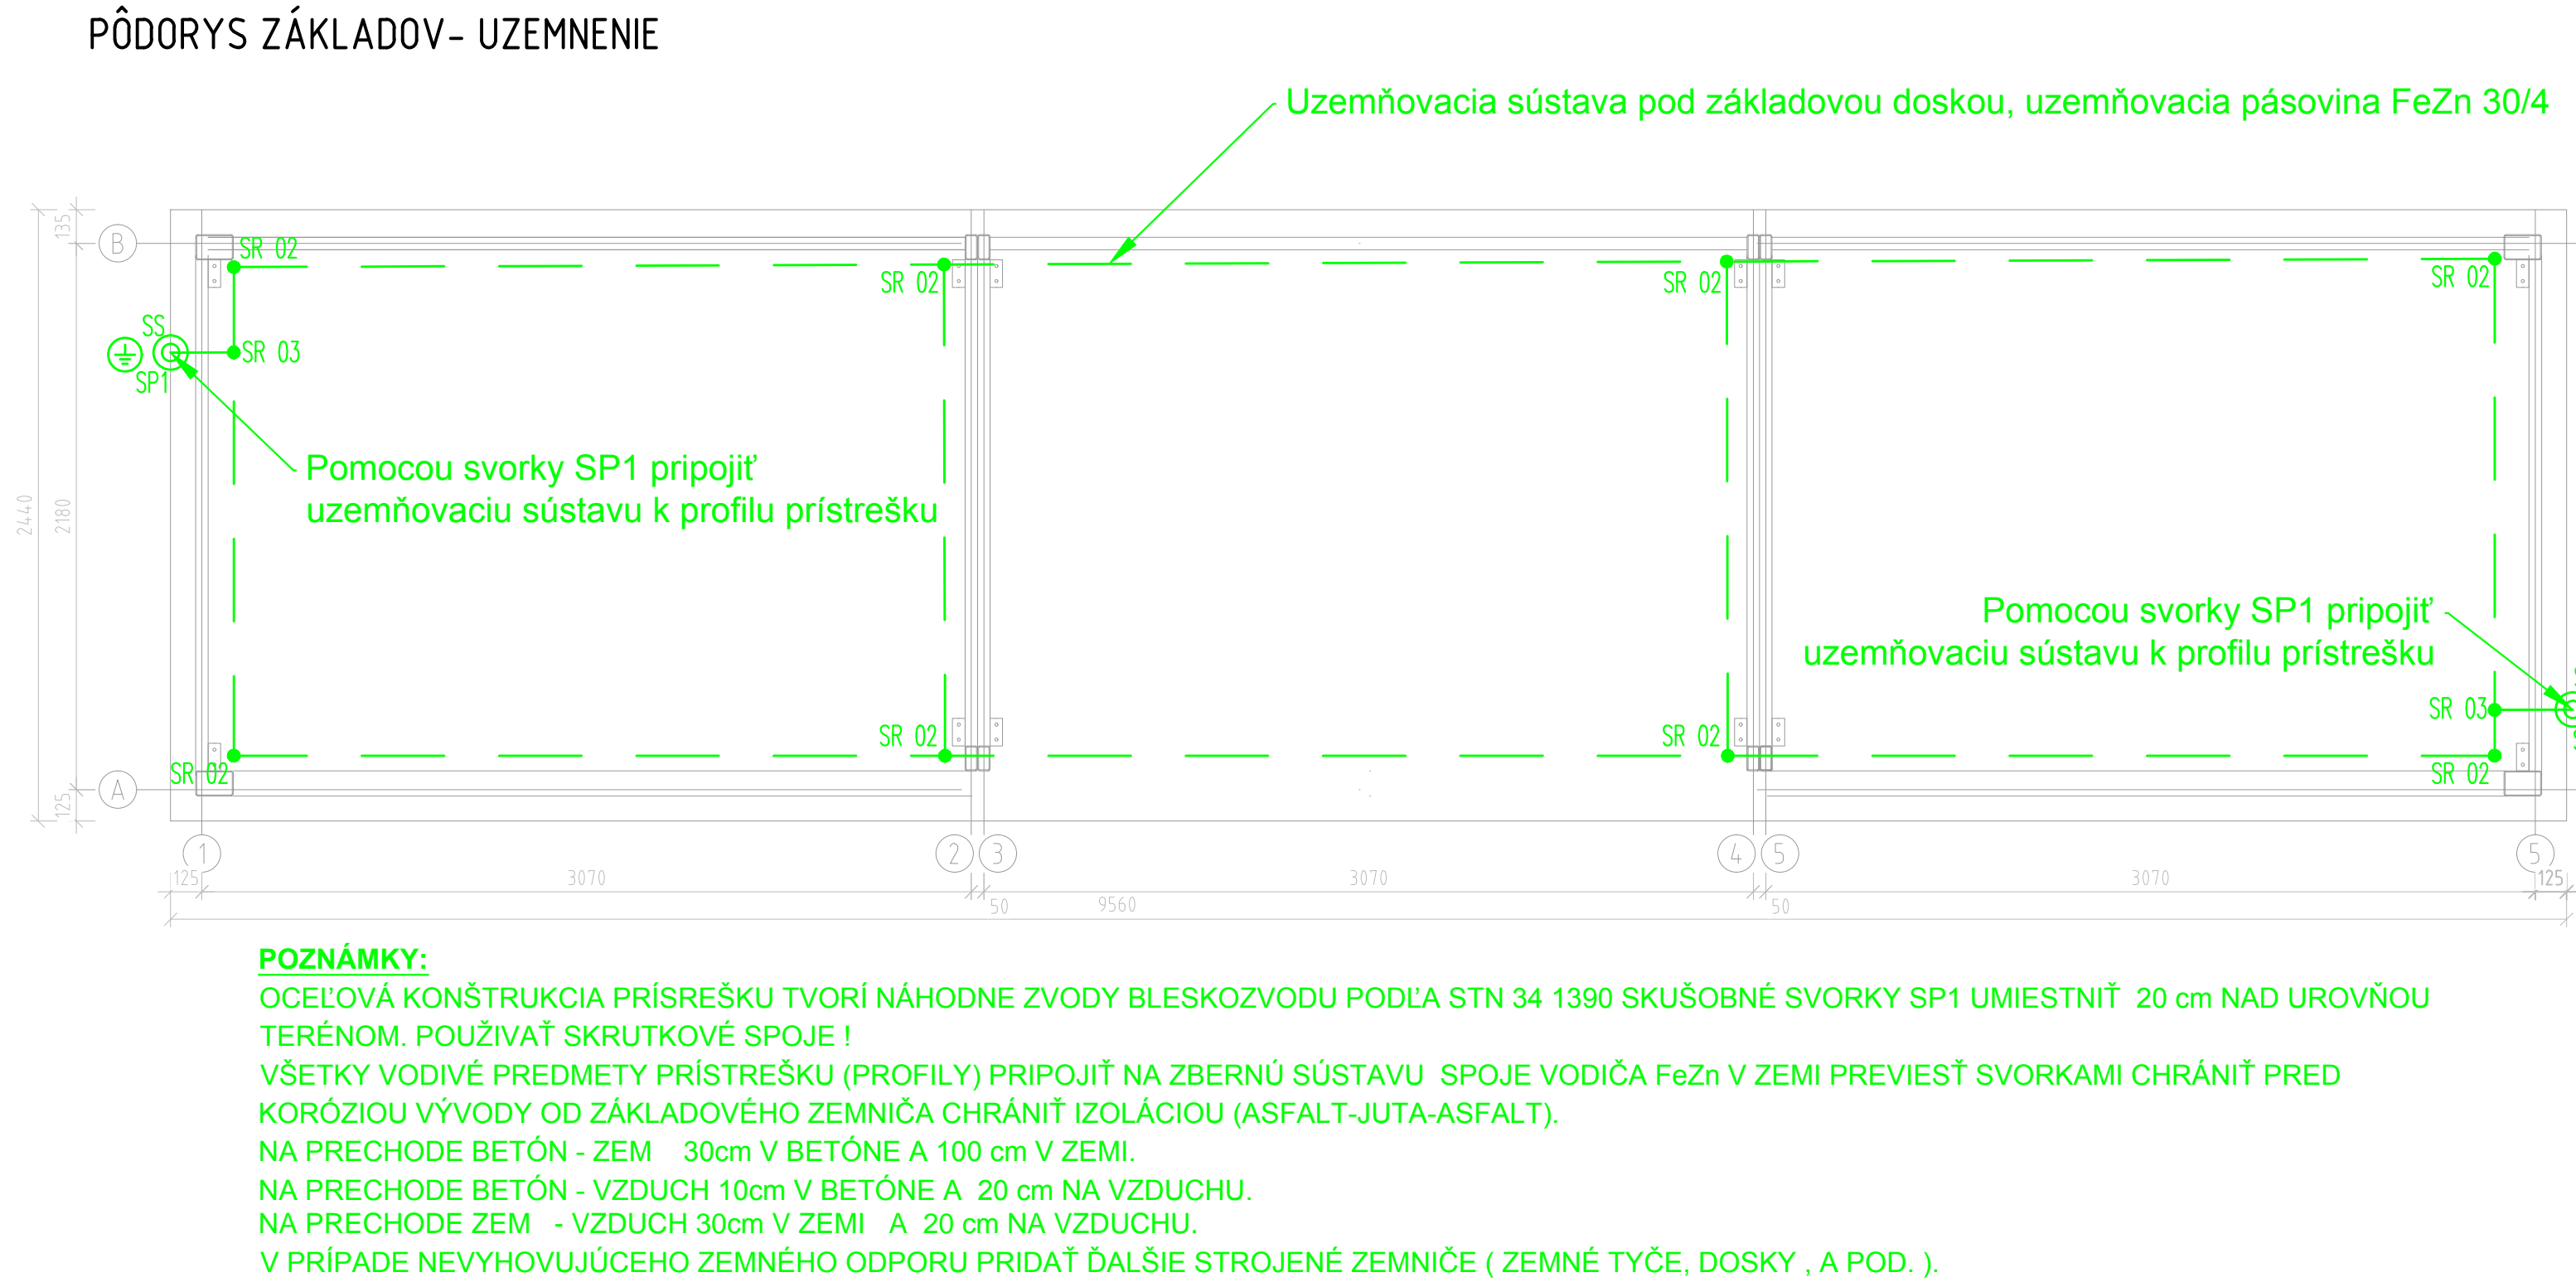 PÔDORYS ZÁKLADOV- UZEMNENIE
Uzemňovacia sústava pod základovou doskou, uzemňovacia pásovina FeZn 30/4
135
B
SR 02
SR 02
SR 02
SR 02
SS
SR 03
SP1
Pomocou svorky SP1 pripojiť
uzemňovaciu sústavu k profilu prístrešku
2440
2180
Pomocou svorky SP1 pripojiť
uzemňovaciu sústavu k profilu prístrešku
SR 03
SR 02
SR 02
SR 02
SR 02
A
125
1
2
3
4
5
5
125
3070
3070
3070
125
50
9560
50
POZNÁMKY:
OCEĽOVÁ KONŠTRUKCIA PRÍSREŠKU TVORÍ NÁHODNE ZVODY BLESKOZVODU PODĽA STN 34 1390 SKUŠOBNÉ SVORKY SP1 UMIESTNIŤ 20 cm NAD UROVŇOU
TERÉNOM. POUŽIVAŤ SKRUTKOVÉ SPOJE !
VŠETKY VODIVÉ PREDMETY PRÍSTREŠKU (PROFILY) PRIPOJIŤ NA ZBERNÚ SÚSTAVU SPOJE VODIČA FeZn V ZEMI PREVIESŤ SVORKAMI CHRÁNIŤ PRED
KORÓZIOU VÝVODY OD ZÁKLADOVÉHO ZEMNIČA CHRÁNIŤ IZOLÁCIOU (ASFALT-JUTA-ASFALT).
NA PRECHODE BETÓN - ZEM 30cm V BETÓNE A 100 cm V ZEMI.
NA PRECHODE BETÓN - VZDUCH 10cm V BETÓNE A 20 cm NA VZDUCHU.
NA PRECHODE ZEM - VZDUCH 30cm V ZEMI A 20 cm NA VZDUCHU.
V PRÍPADE NEVYHOVUJÚCEHO ZEMNÉHO ODPORU PRIDAŤ ĎALŠIE STROJENÉ ZEMNIČE ( ZEMNÉ TYČE, DOSKY , A POD. ).